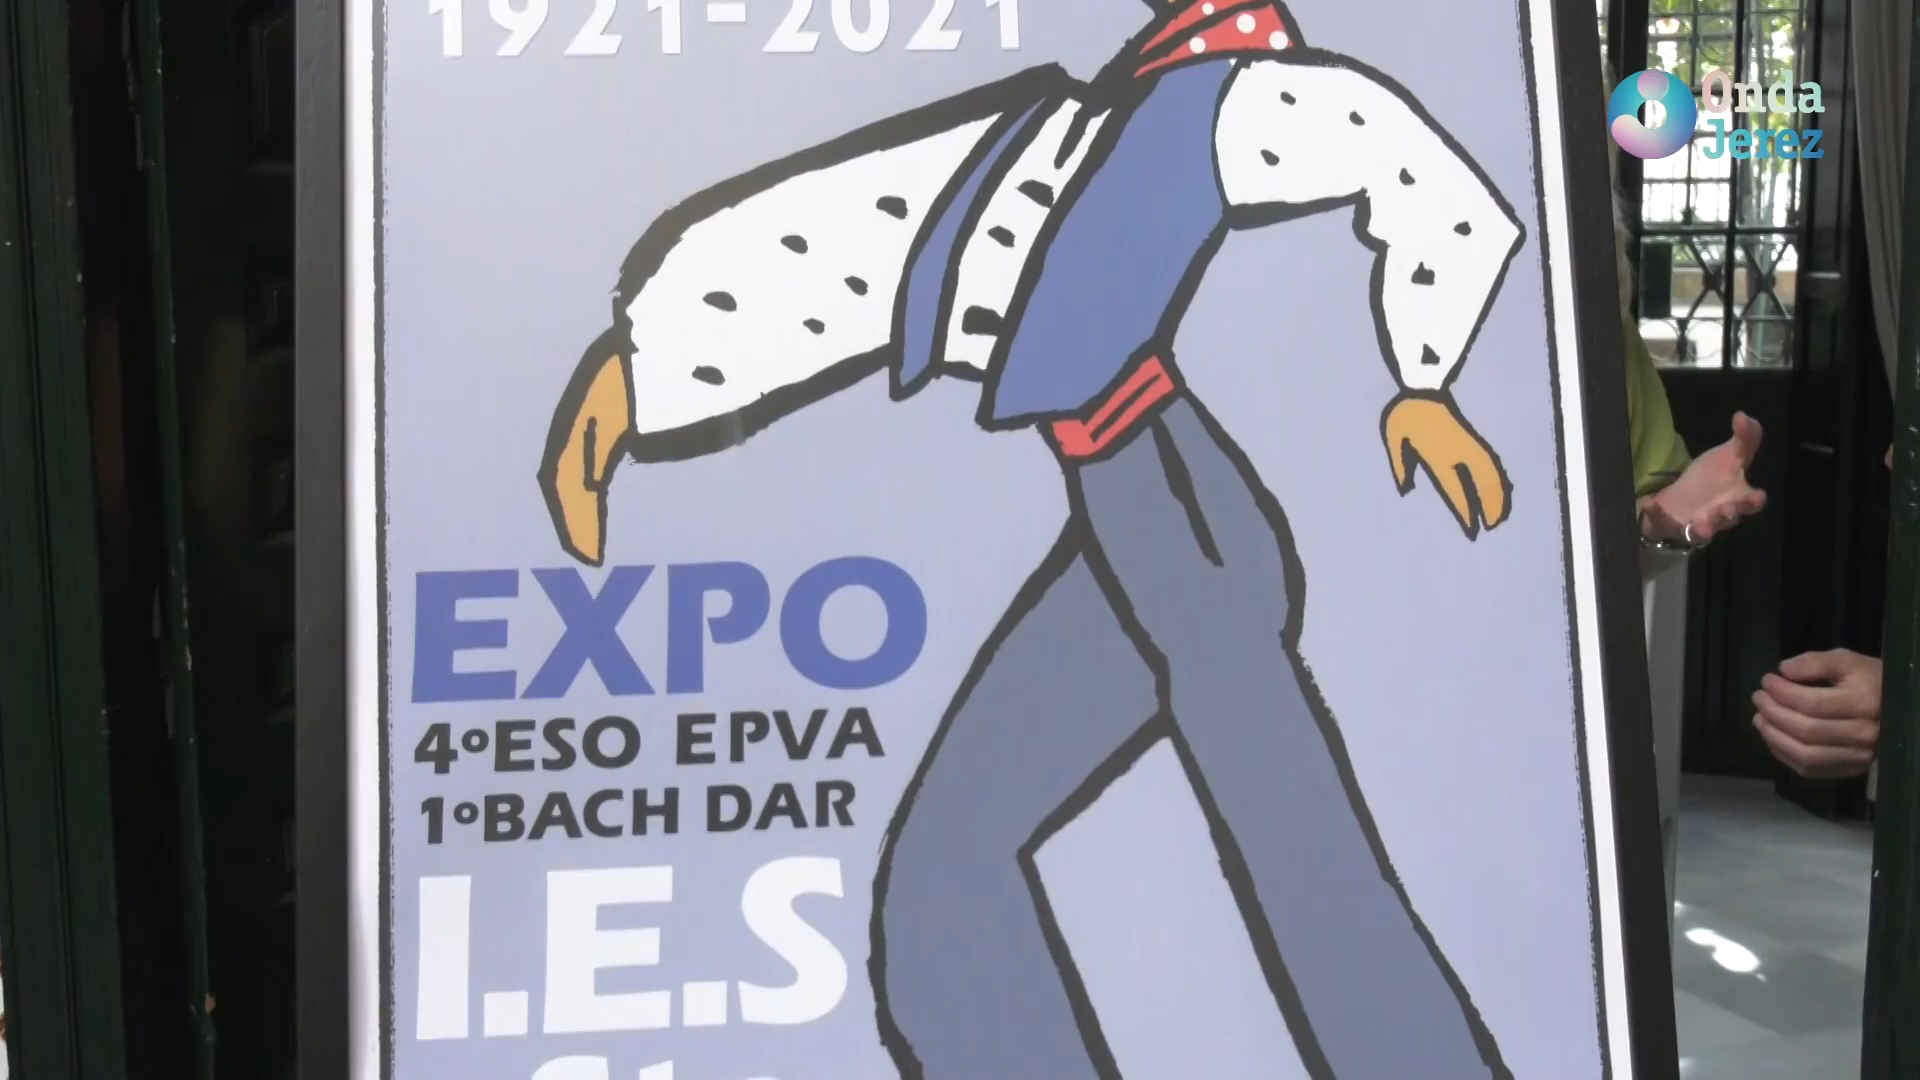 1921-2021
Onda
Jerez
EXPO
4ºESO EPVA
1ºBACH DAR
I.E.S